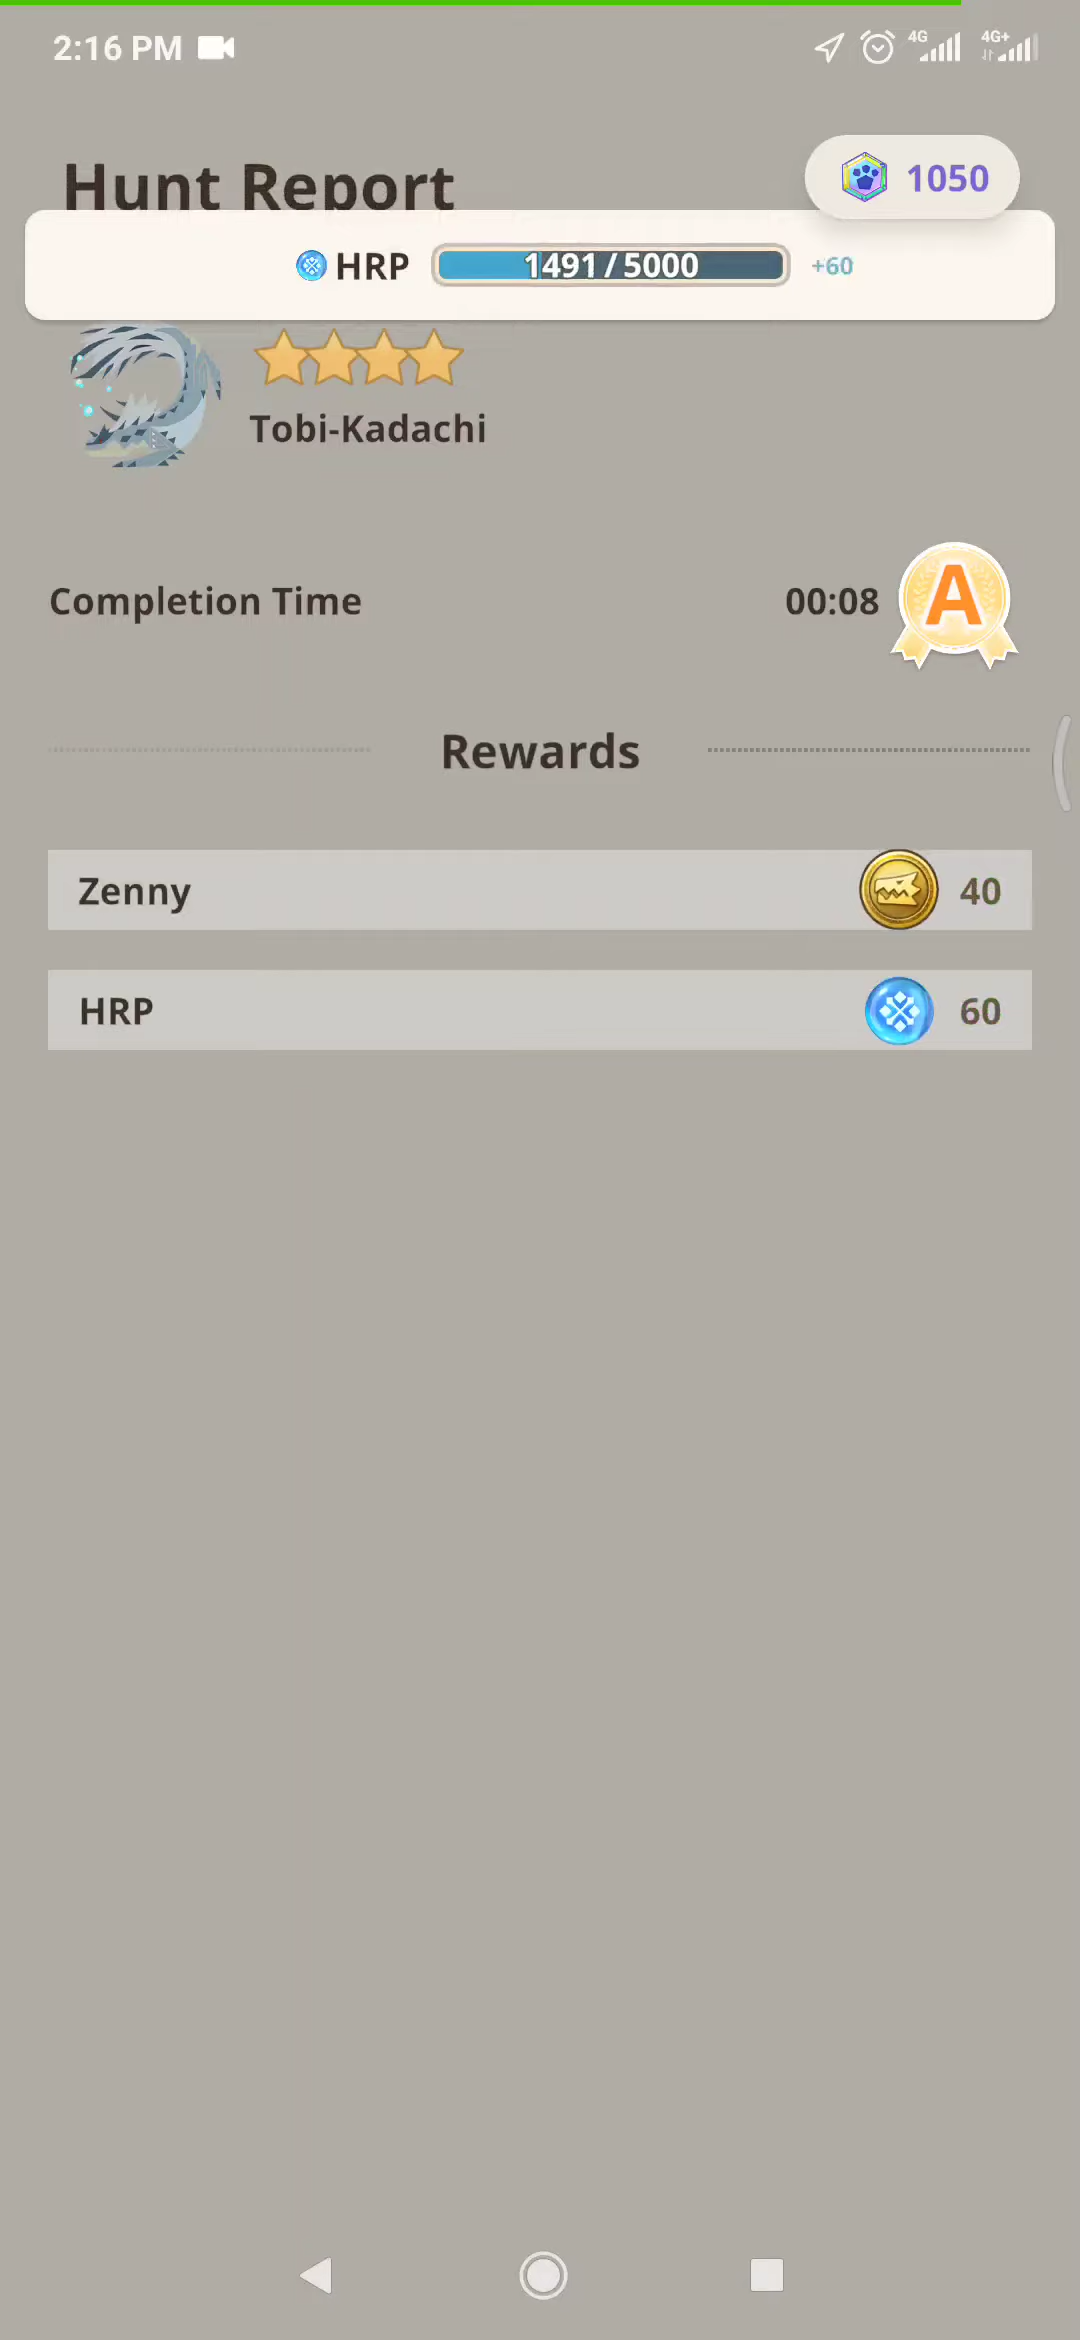 2:16 PM
4G 4G+
Hunt Report
1050
HRP 1491/5000 +60
Tobi-Kadachi
Completion Time 00:08 A
Rewards
Zenny 40
HRP 60